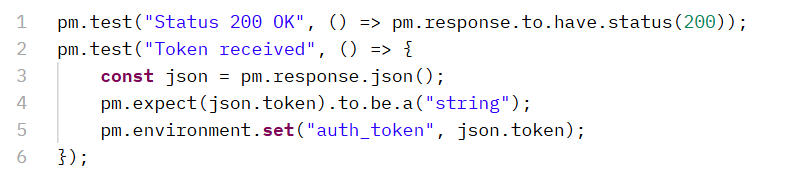 1 pm.test("Status 200 OK", () => pm.response.to.have.status(200));
2 pm.test("Token received", () => {
3     const json = pm.response.json();
4     pm.expect(json.token).to.be.a("string");
5     pm.environment.set("auth_token", json.token);
6 });